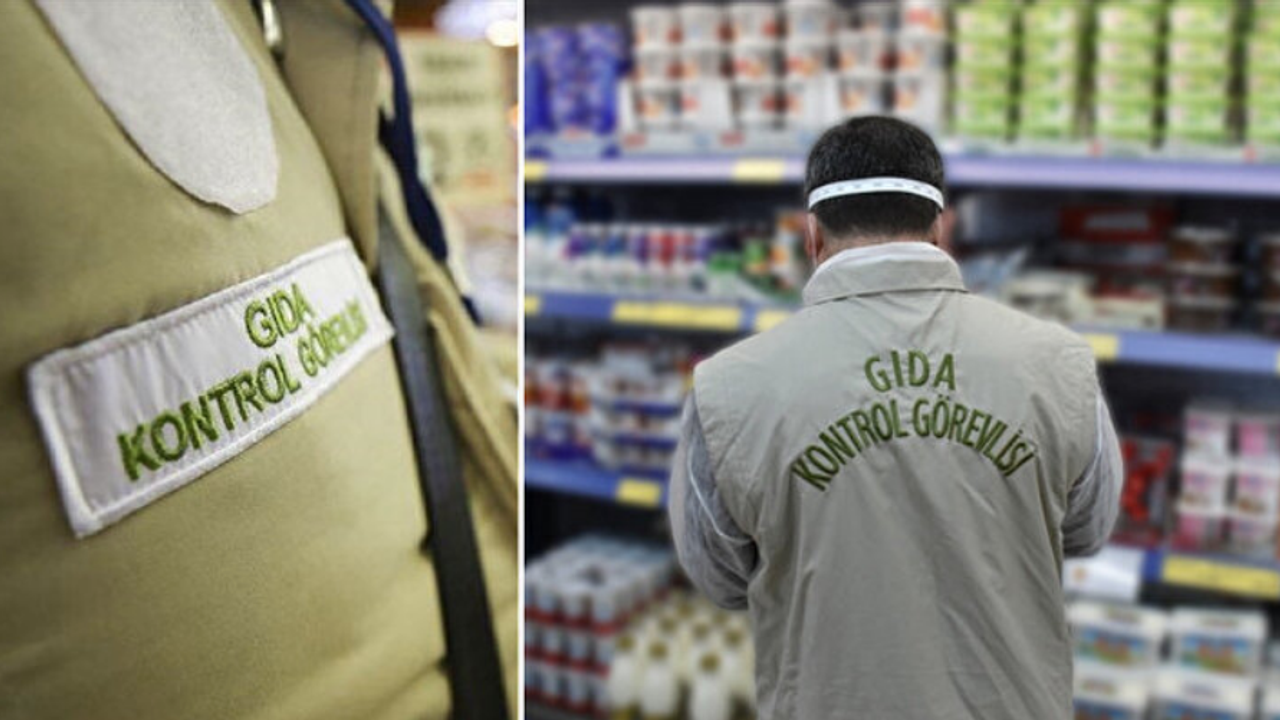 GIDA
KONTROL GÖREVLİSİ
GIDA
KONTROL GÖREVLİSİ